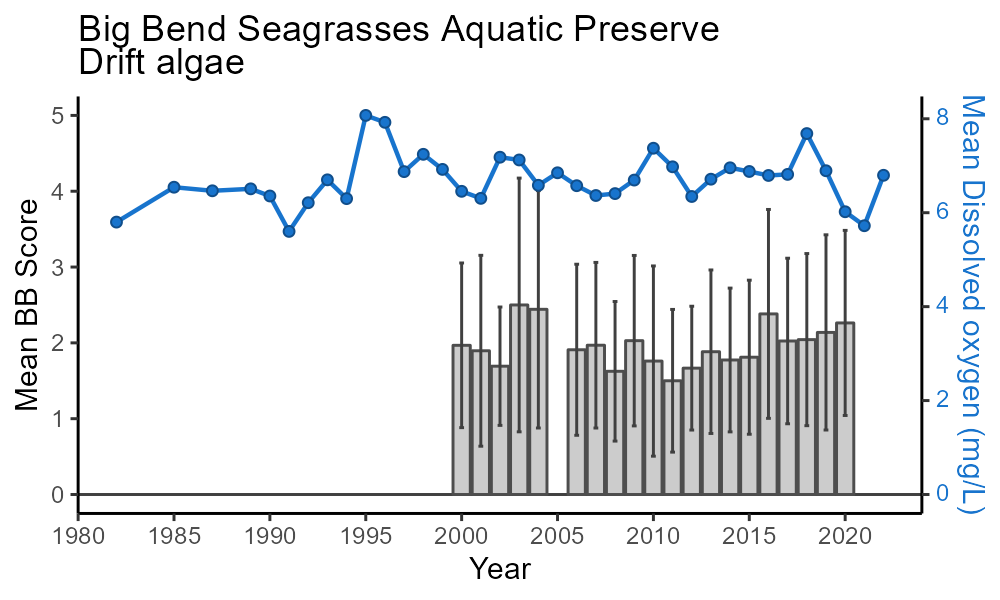 Big Bend Seagrasses Aquatic Preserve
Drift algae
Mean BB Score
5
4
3
2
1
0
8
6
4
2
0
Mean Dissolved oxygen (mg/L)
1980 1985 1990 1995 2000 2005 2010 2015 2020
Year